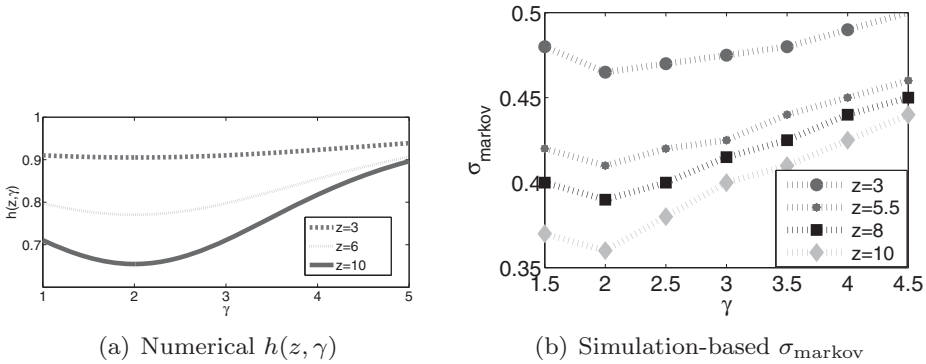 1
0.9
0.8
0.7
h(z,γ)
1
2
3
4
5
γ
z=3
z=6
z=10
(a) Numerical h(z, γ)
0.5
0.45
0.4
0.35
σmarkov
1.5
2
2.5
3
3.5
4
4.5
γ
z=3
z=5.5
z=8
z=10
(b) Simulation-based σmarkov